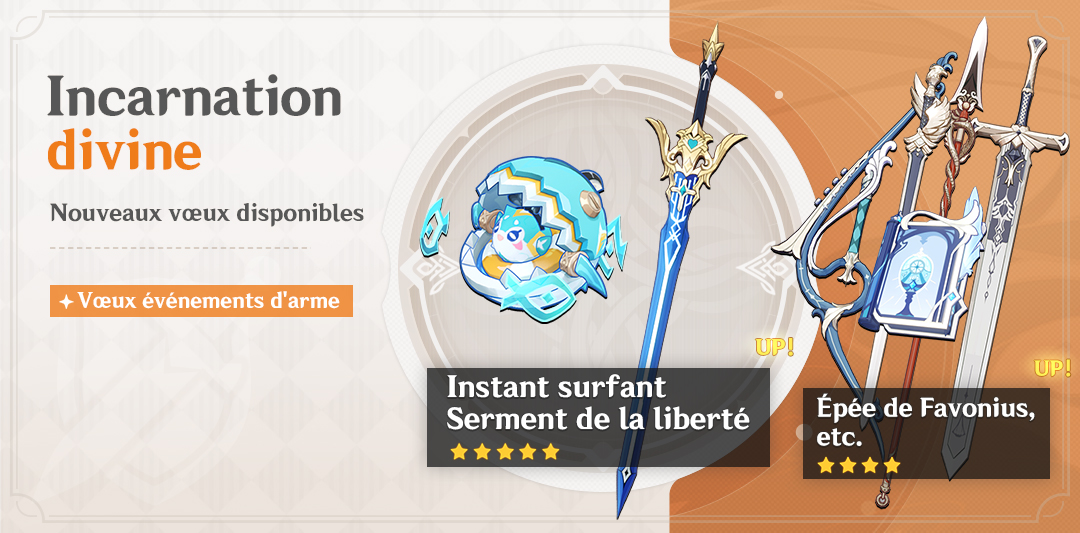 Incarnation
divine
Nouveaux vœux disponibles
Vœux événements d'arme
UP!
Instant surfant
Serment de la liberté
UP!
Épée de Favonius,
etc.